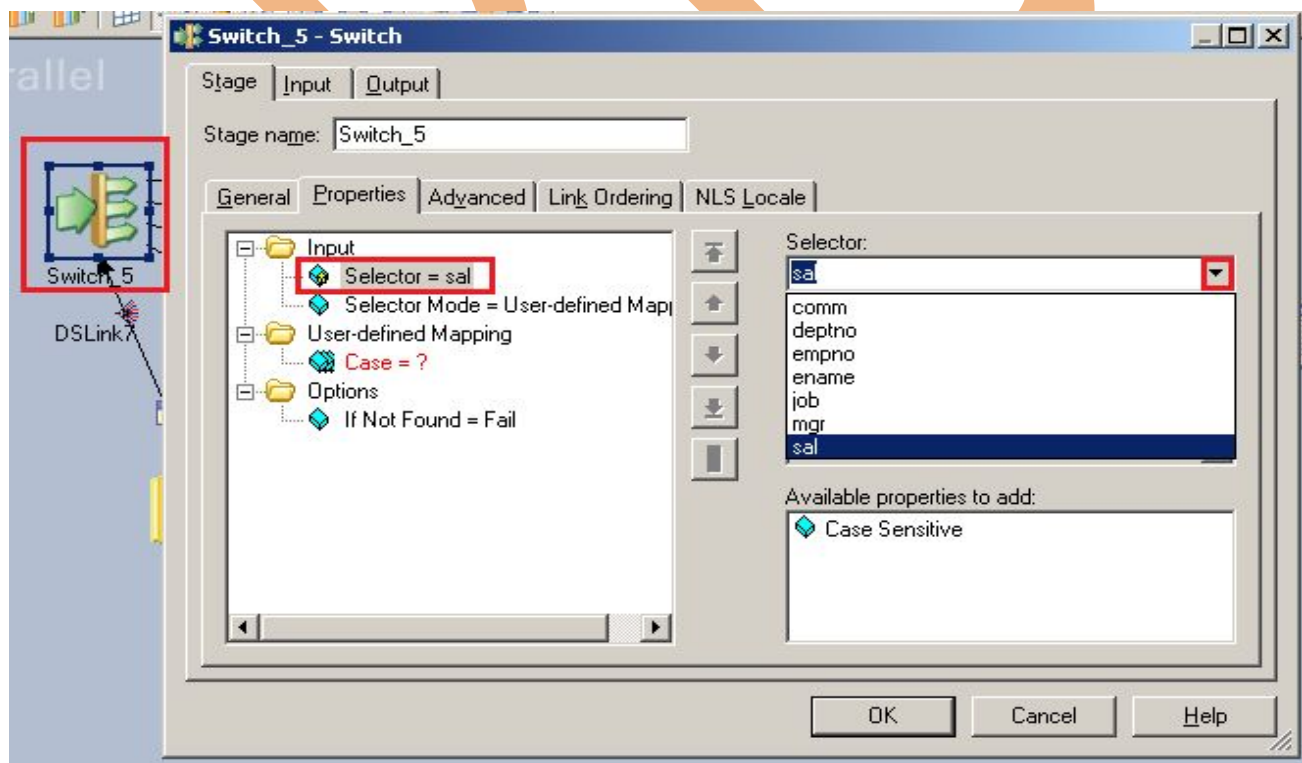 Switch_5 - Switch
rallel
Stage Input Output
Stage name: Switch_5
General Properties Advanced Link Ordering NLS Locale
Input
Selector = sal
Selector Mode = User-defined Mapp
User-defined Mapping
Case = ?
Options
If Not Found = Fail
Selector:
sal
comm
deptno
empno
ename
job
mgr
sal
Available properties to add:
Case Sensitive
Switch_5
DSLink7
OK Cancel Help